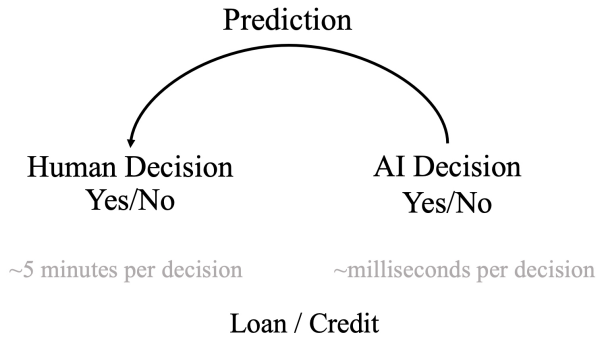 Prediction
Human Decision
Yes/No
AI Decision
Yes/No
~5 minutes per decision
~milliseconds per decision
Loan / Credit